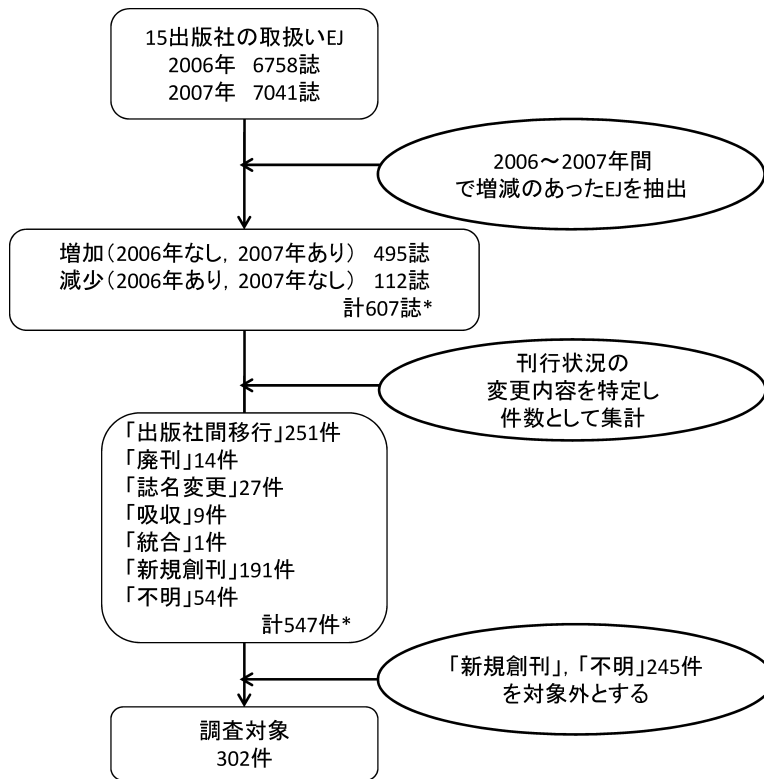 15出版社の取扱いEJ
2006年 6758誌
2007年 7041誌
2006～2007年間
で増減のあったEJを抽出
増加(2006年なし, 2007年あり) 495誌
減少(2006年あり, 2007年なし) 112誌
計607誌*
刊行状況の
変更内容を特定し
件数として集計
「出版社間移行」251件
「廃刊」14件
「誌名変更」27件
「吸収」9件
「統合」1件
「新規創刊」191件
「不明」54件
計547件*
「新規創刊」, 「不明」245件
を対象外とする
調査対象
302件